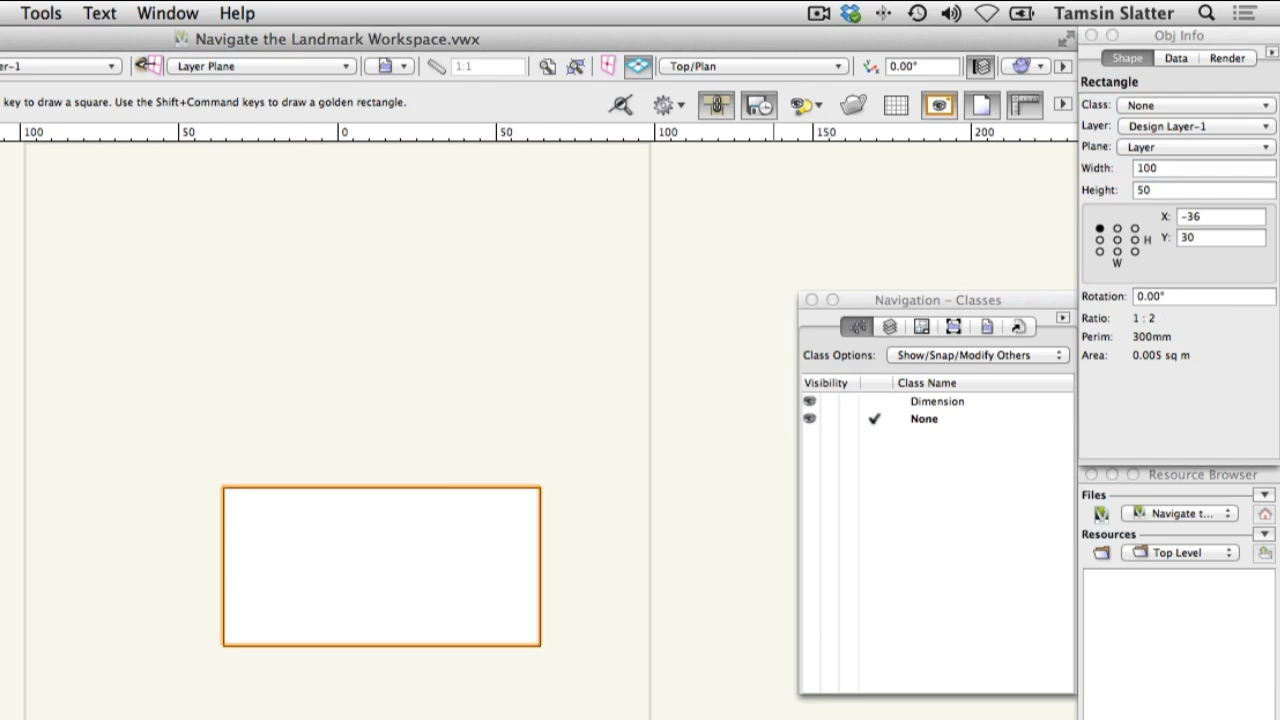 Tools Text Window Help Tamsin Slatter
Navigate the Landmark Workspace.vwx
er-1 Layer Plane 1:1 Top/Plan 0.00°
key to draw a square. Use the Shift+Command keys to draw a golden rectangle.
100 50 0 50 100 150 200
Obj Info
Shape Data Render
Rectangle
Class: None
Layer: Design Layer-1
Plane: Layer
Width: 100
Height: 50
X: -36
H Y: 30
W
Rotation: 0.00°
Ratio: 1 : 2
Perim: 300mm
Area: 0.005 sq m
Navigation – Classes
Class Options: Show/Snap/Modify Others
Visibility Class Name
Dimension
None
Resource Browser
Files
Navigate t...
Resources
Top Level